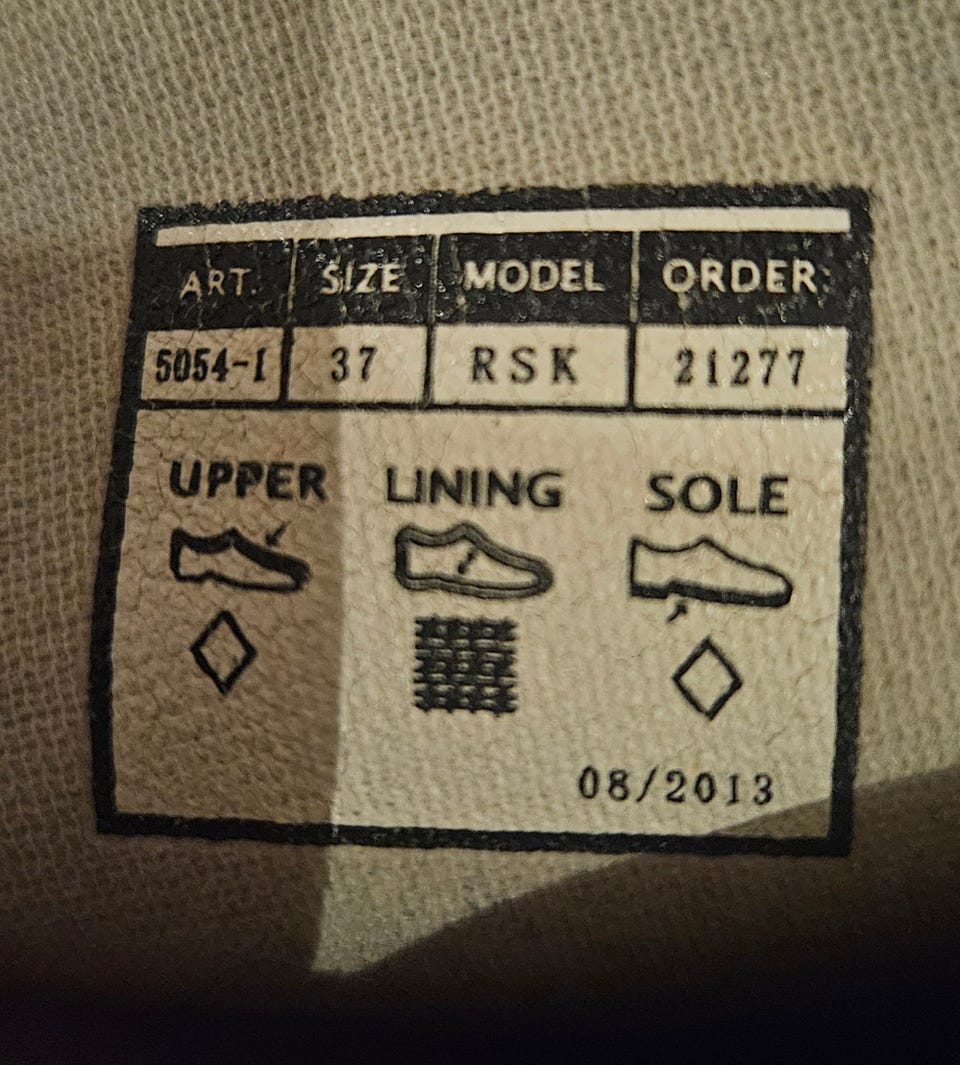 ART. SIZE MODEL ORDER:
5054-1 37 RSK 21277
UPPER LINING SOLE
08/2013